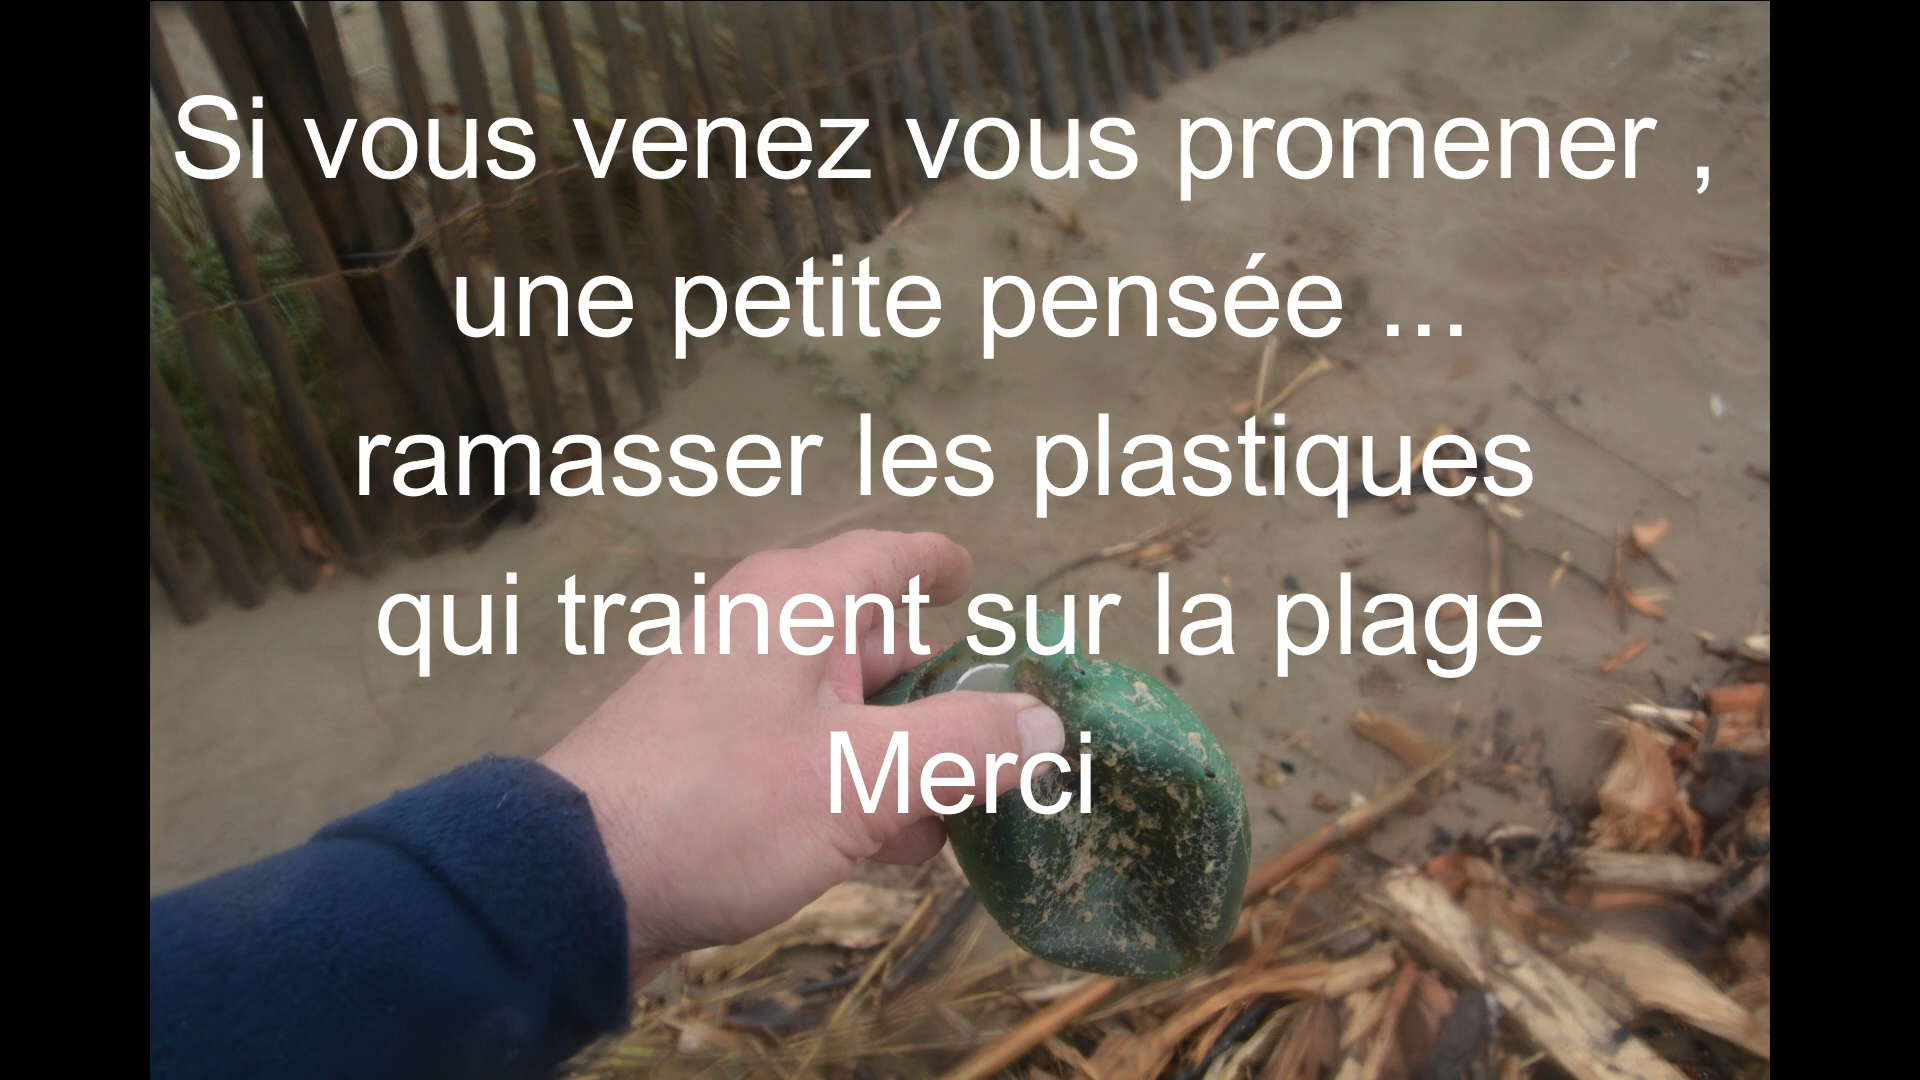 Si vous venez vous promener ,
une petite pensée ...
ramasser les plastiques
qui trainent sur la plage
Merci